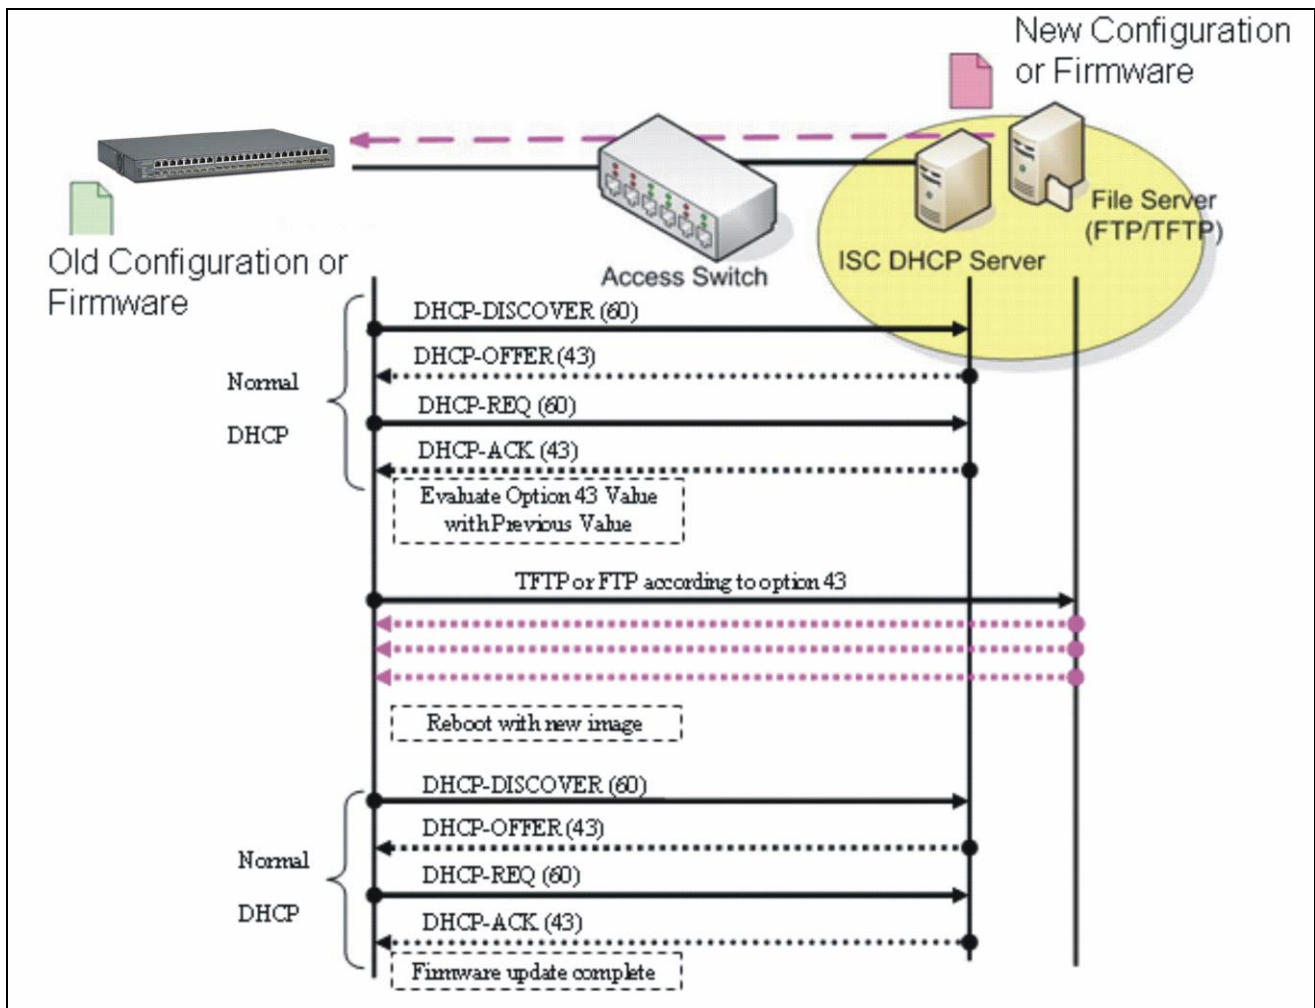 New Configuration
or Firmware
File Server
(FTP/TFTP)
ISC DHCP Server
Access Switch
Old Configuration or
Firmware
DHCP-DISCOVER (60)
DHCP-OFFER (43)
Normal
DHCP-REQ (60)
DHCP
DHCP-ACK (43)
Evaluate Option 43 Value
with Previous Value
TFTP or FTP according to option 43
Reboot with new image
DHCP-DISCOVER (60)
DHCP-OFFER (43)
Normal
DHCP-REQ (60)
DHCP
DHCP-ACK (43)
Firmware update complete